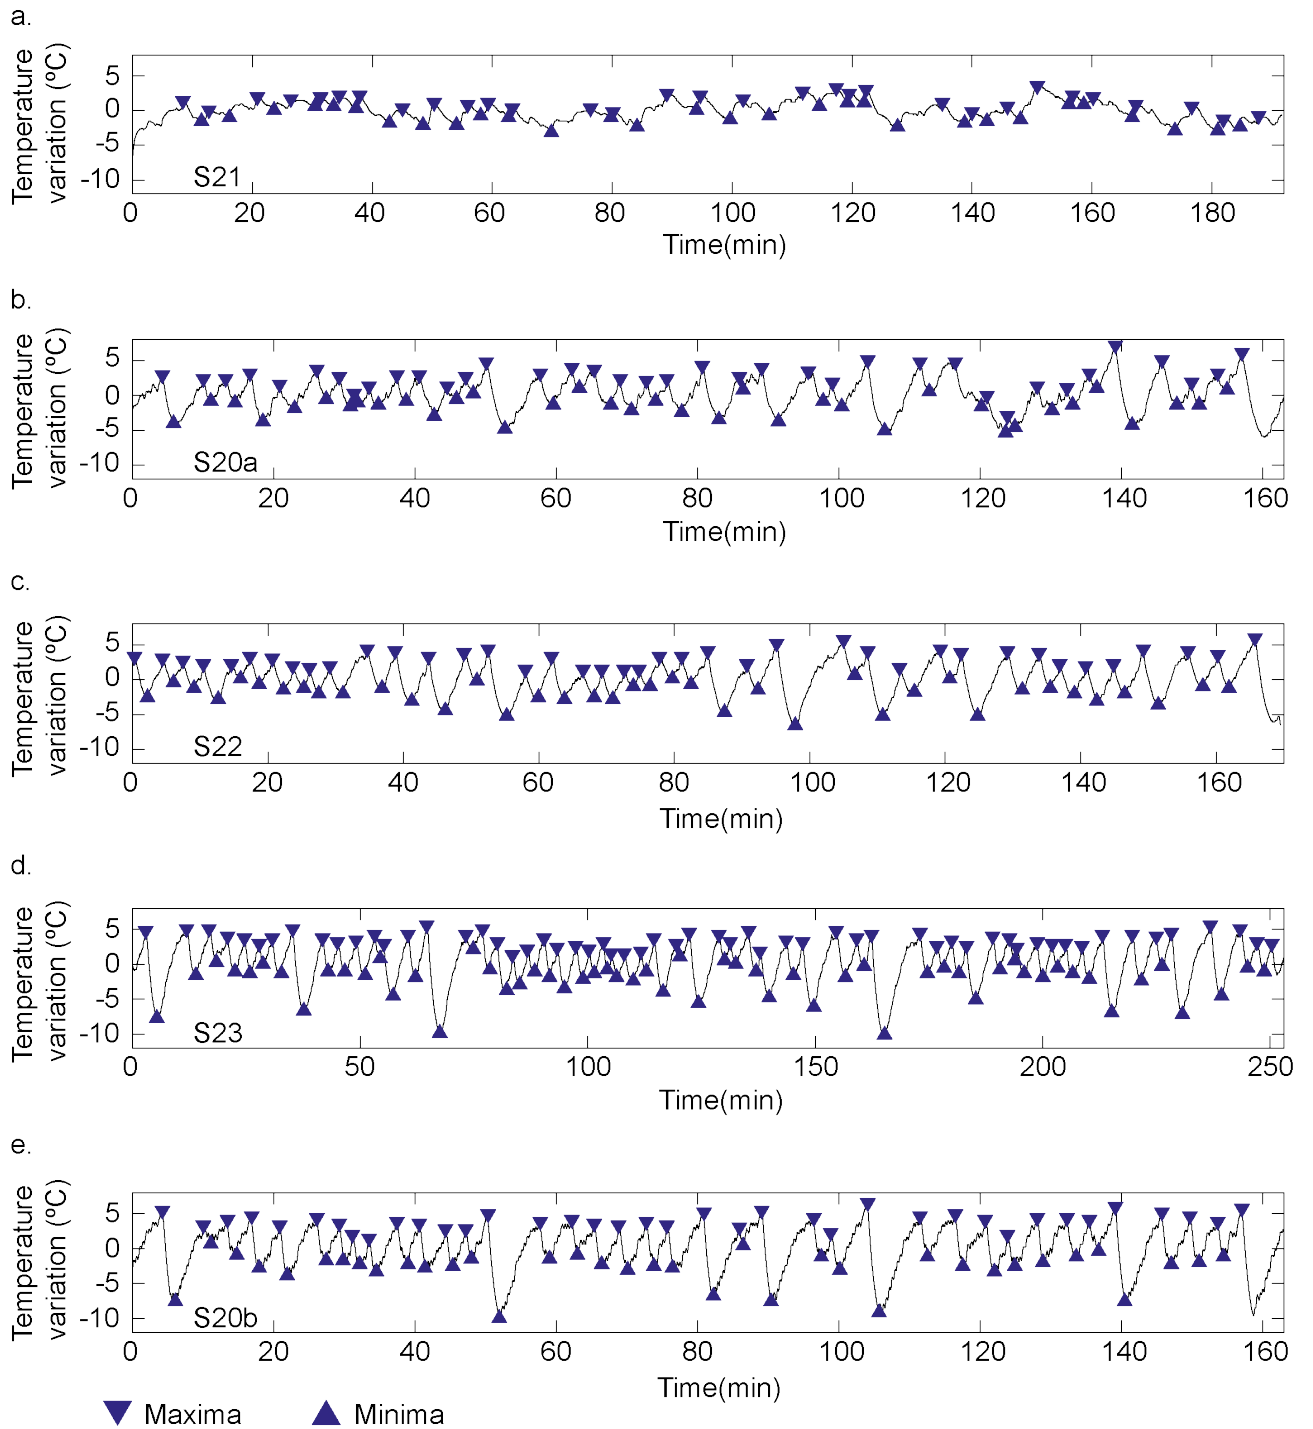 a.
Temperature
variation (ºC)
5
0
-5
-10
S21
0 20 40 60 80 100 120 140 160 180
Time(min)
b.
Temperature
variation (ºC)
5
0
-5
-10
S20a
0 20 40 60 80 100 120 140 160
Time(min)
c.
Temperature
variation (ºC)
5
0
-5
-10
S22
0 20 40 60 80 100 120 140 160
Time(min)
d.
Temperature
variation (ºC)
5
0
-5
-10
S23
0 50 100 150 200 250
Time(min)
e.
Temperature
variation (ºC)
5
0
-5
-10
S20b
0 20 40 60 80 100 120 140 160
Time(min)
Maxima Minima